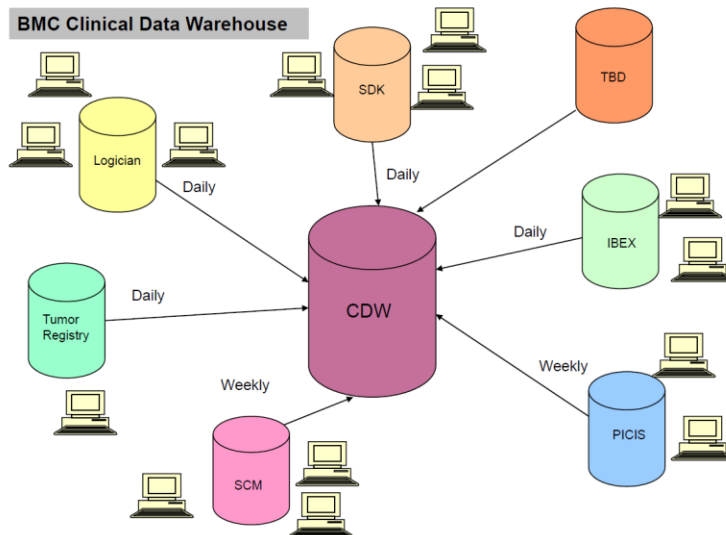 BMC Clinical Data Warehouse
SDK
TBD
Logician
Daily
Daily
IBEX
Daily
Tumor
Registry
Daily
CDW
Weekly
Weekly
PICIS
SCM